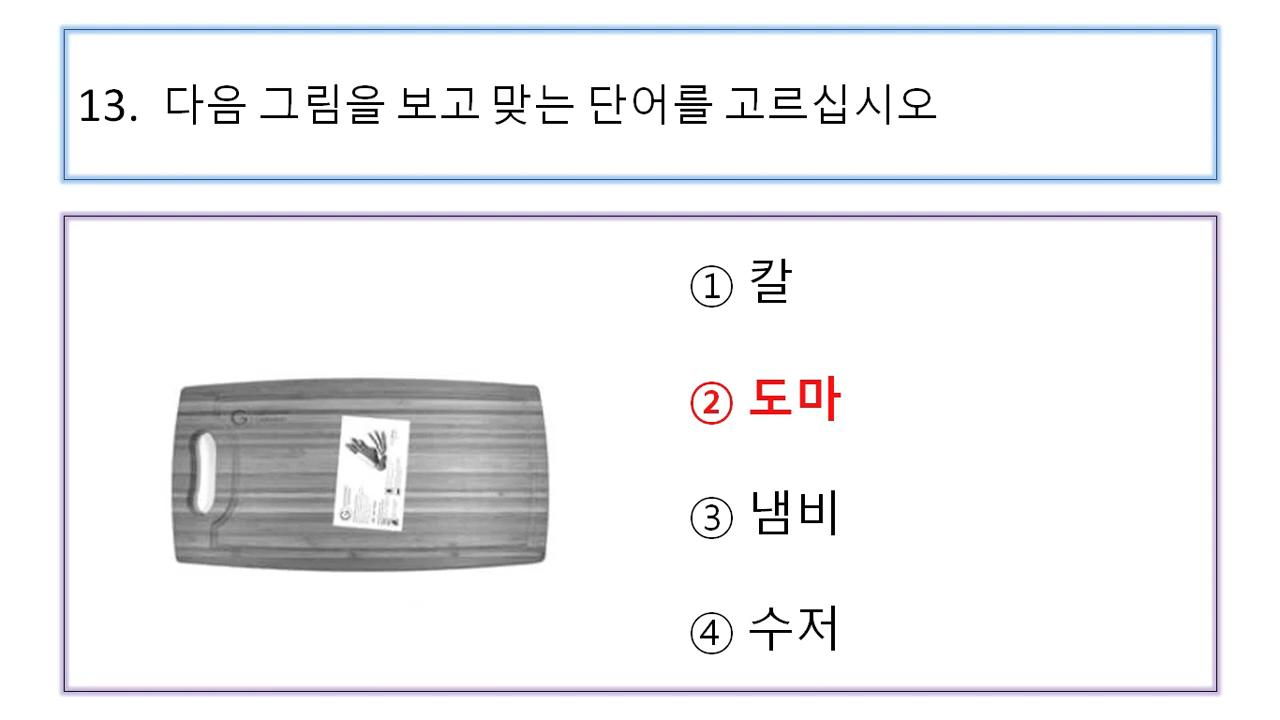 13. 다음 그림을 보고 맞는 단어를 고르십시오
① 칼
② 도마
③ 냄비
④ 수저
G
G